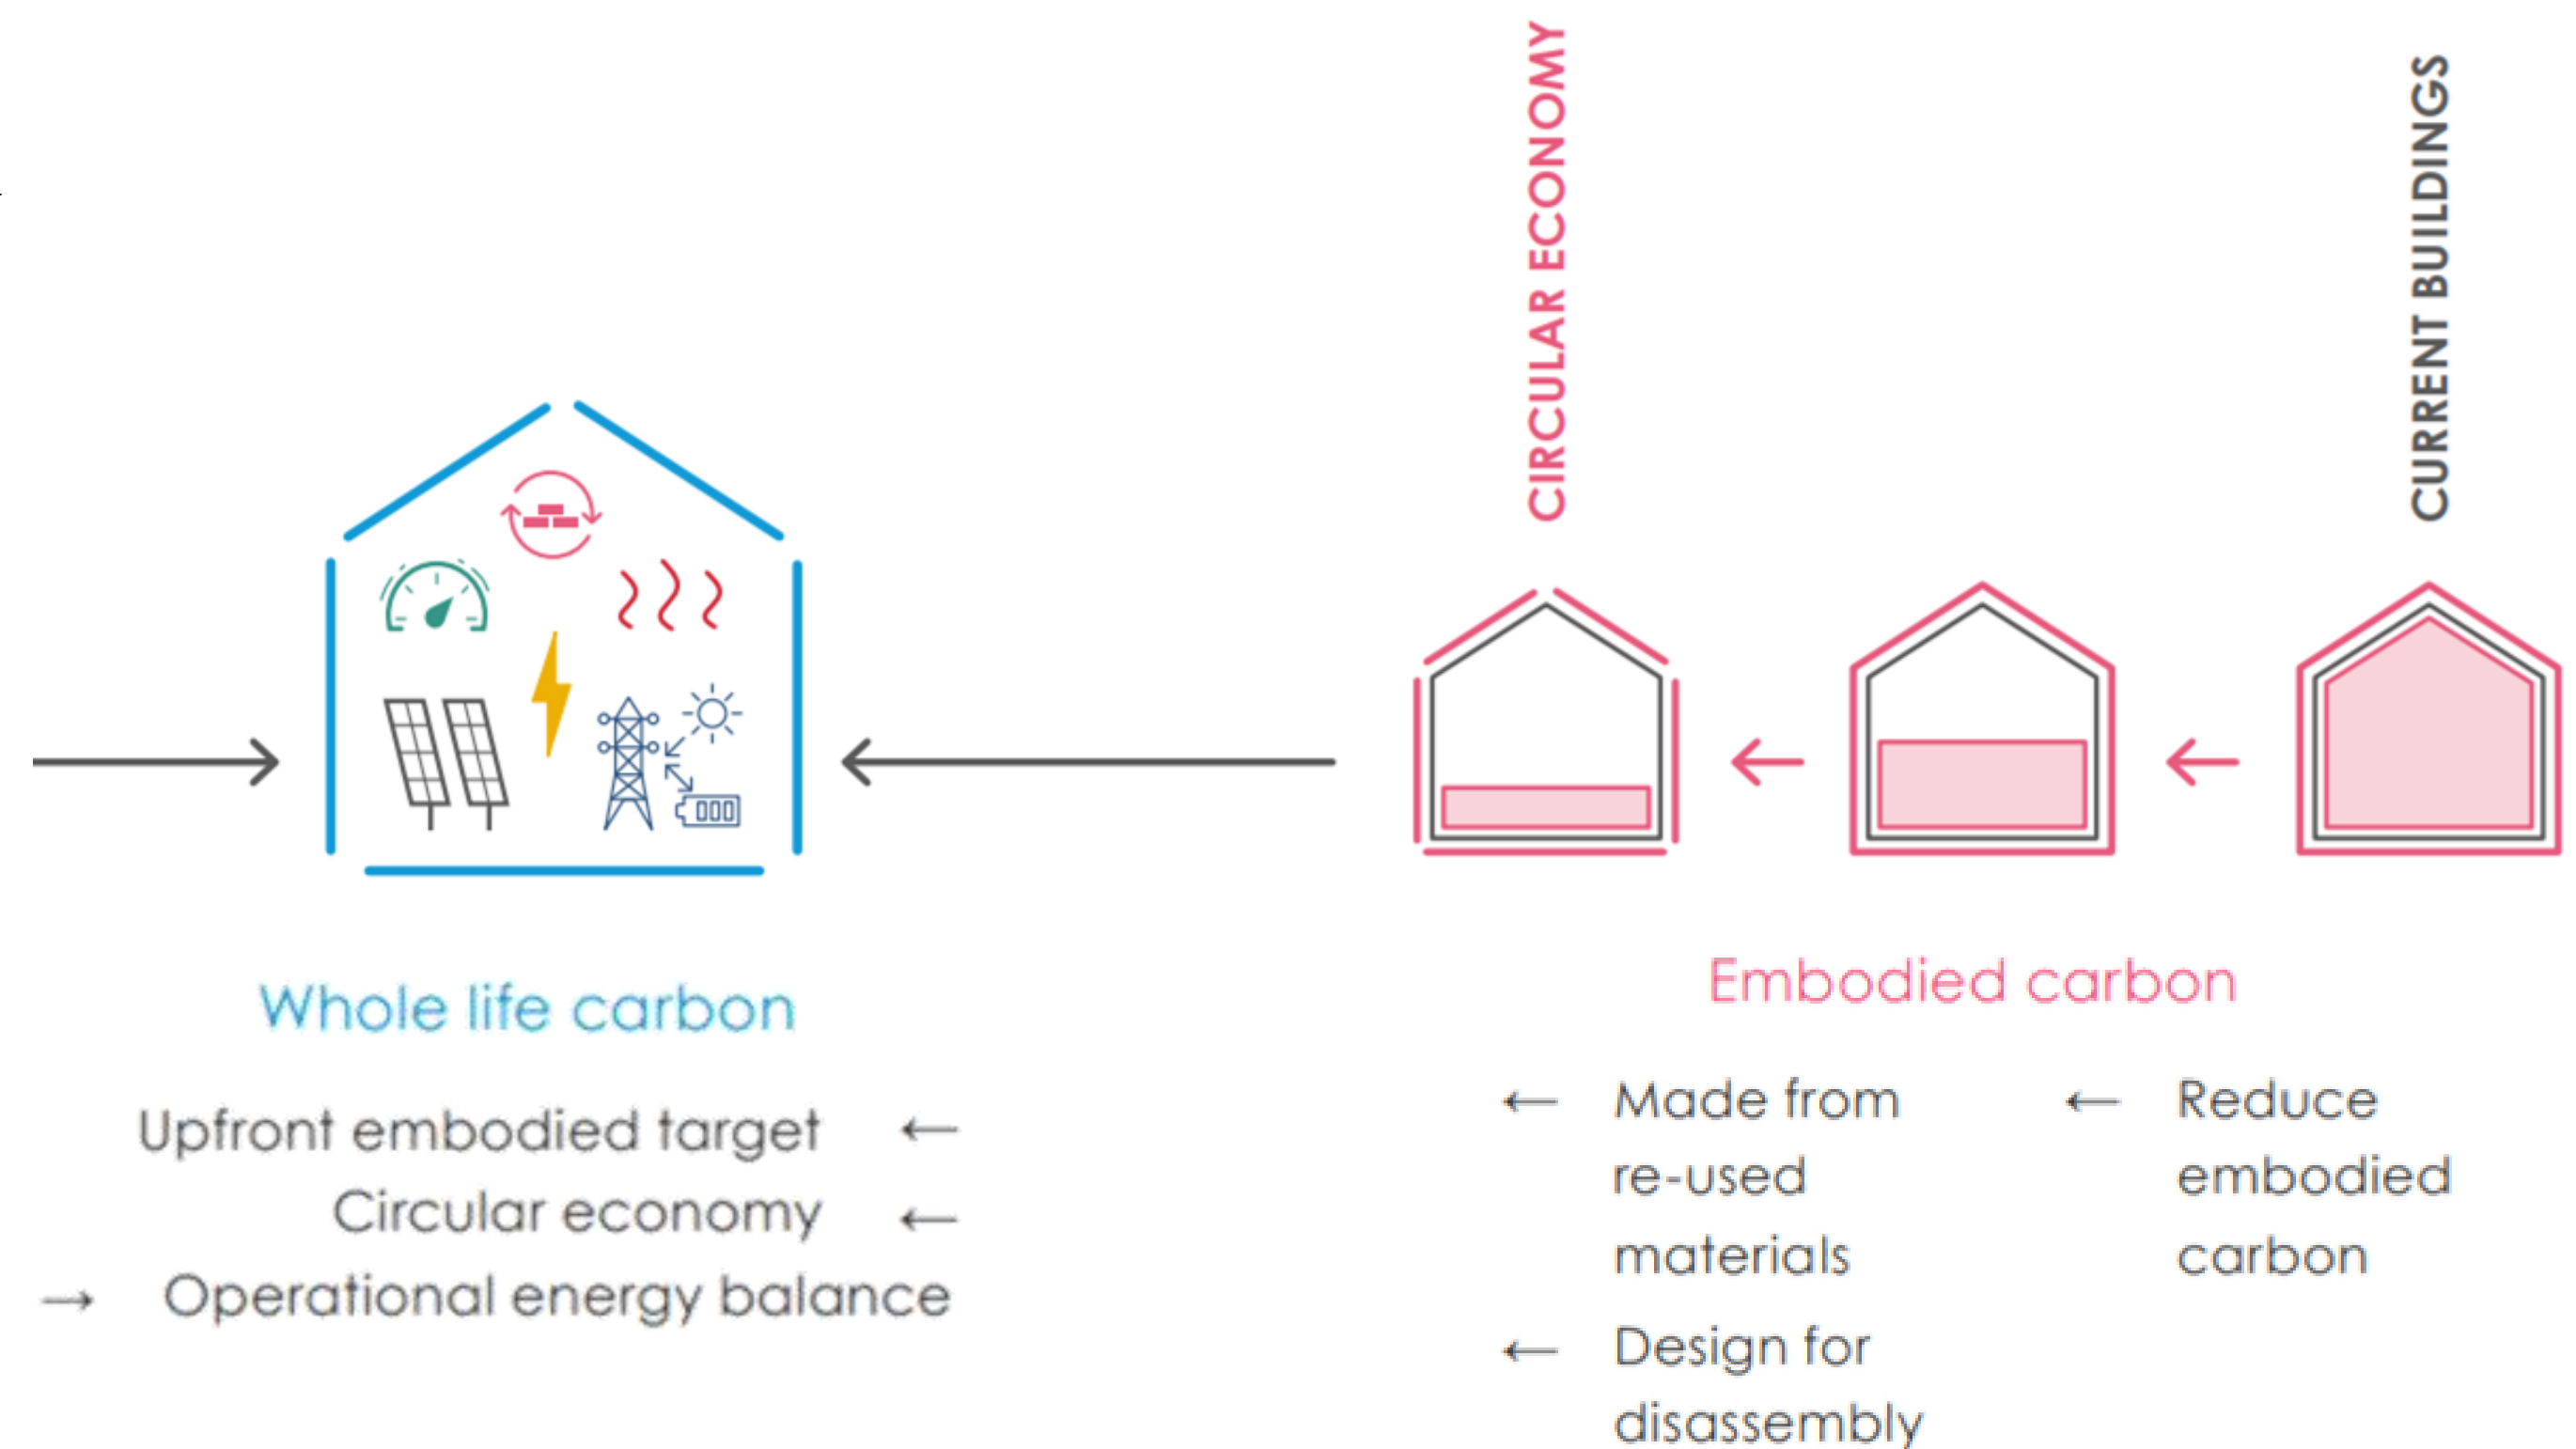 CIRCULAR ECONOMY
CURRENT BUILDINGS
Whole life carbon
Upfront embodied target ←
Circular economy ←
→ Operational energy balance
Embodied carbon
← Made from
re-used
materials
← Design for
disassembly
← Reduce
embodied
carbon